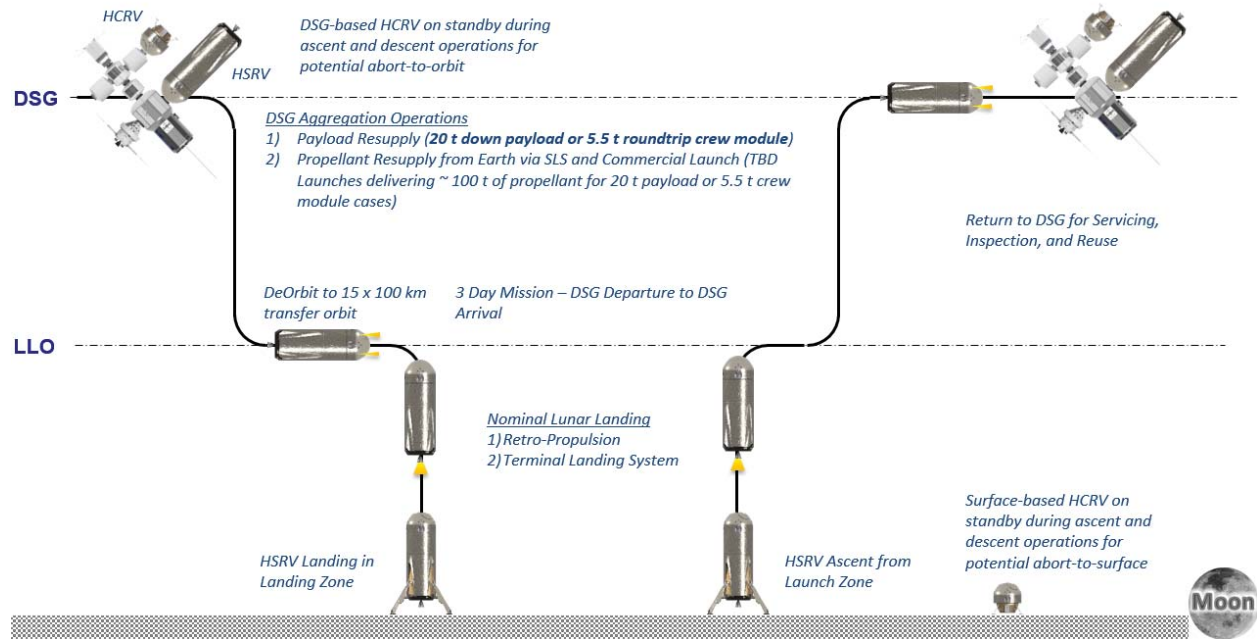 HCRV
HSRV
DSG-based HCRV on standby during
ascent and descent operations for
potential abort-to-orbit
DSG
DSG Aggregation Operations
1) Payload Resupply (20 t down payload or 5.5 t roundtrip crew module)
2) Propellant Resupply from Earth via SLS and Commercial Launch (TBD
Launches delivering ~ 100 t of propellant for 20 t payload or 5.5 t crew
module cases)
Return to DSG for Servicing,
Inspection, and Reuse
DeOrbit to 15 x 100 km
transfer orbit
3 Day Mission – DSG Departure to DSG
Arrival
LLO
Nominal Lunar Landing
1) Retro-Propulsion
2) Terminal Landing System
HSRV Landing in
Landing Zone
HSRV Ascent from
Launch Zone
Surface-based HCRV on
standby during ascent and
descent operations for
potential abort-to-surface
Moon